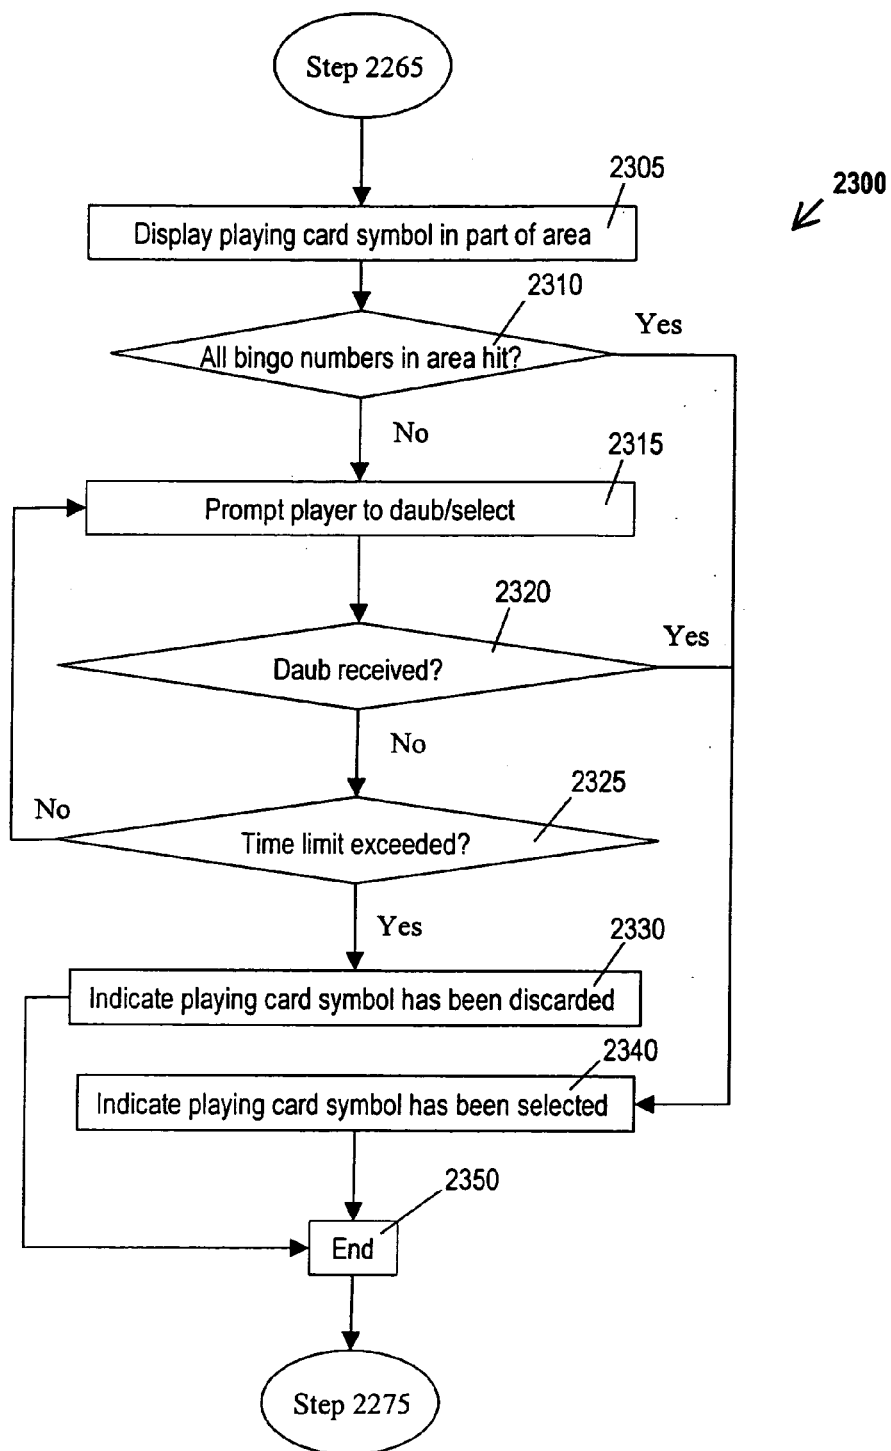 Step 2265
2305
2300
Display playing card symbol in part of area
2310
Yes
All bingo numbers in area hit?
No
2315
Prompt player to daub/select
2320
Yes
Daub received?
No
2325
No
Time limit exceeded?
Yes
2330
Indicate playing card symbol has been discarded
2340
Indicate playing card symbol has been selected
2350
End
Step 2275